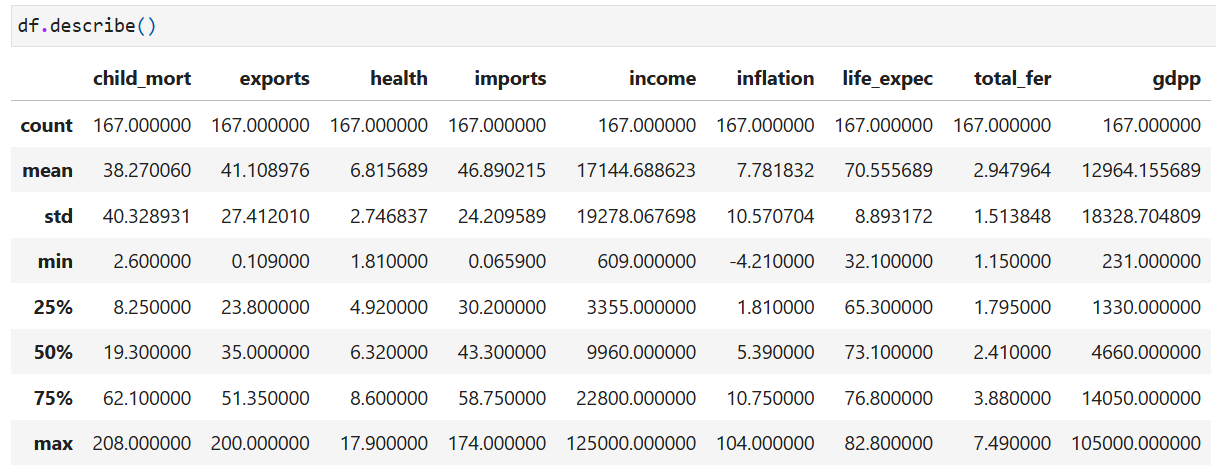 df.describe()
child_mort exports health imports income inflation life_expec total_fer gdpp
count 167.000000 167.000000 167.000000 167.000000 167.000000 167.000000 167.000000 167.000000 167.000000
mean 38.270060 41.108976 6.815689 46.890215 17144.688623 7.781832 70.555689 2.947964 12964.155689
std 40.328931 27.412010 2.746837 24.209589 19278.067698 10.570704 8.893172 1.513848 18328.704809
min 2.600000 0.109000 1.810000 0.065900 609.000000 -4.210000 32.100000 1.150000 231.000000
25% 8.250000 23.800000 4.920000 30.200000 3355.000000 1.810000 65.300000 1.795000 1330.000000
50% 19.300000 35.000000 6.320000 43.300000 9960.000000 5.390000 73.100000 2.410000 4660.000000
75% 62.100000 51.350000 8.600000 58.750000 22800.000000 10.750000 76.800000 3.880000 14050.000000
max 208.000000 200.000000 17.900000 174.000000 125000.000000 104.000000 82.800000 7.490000 105000.000000